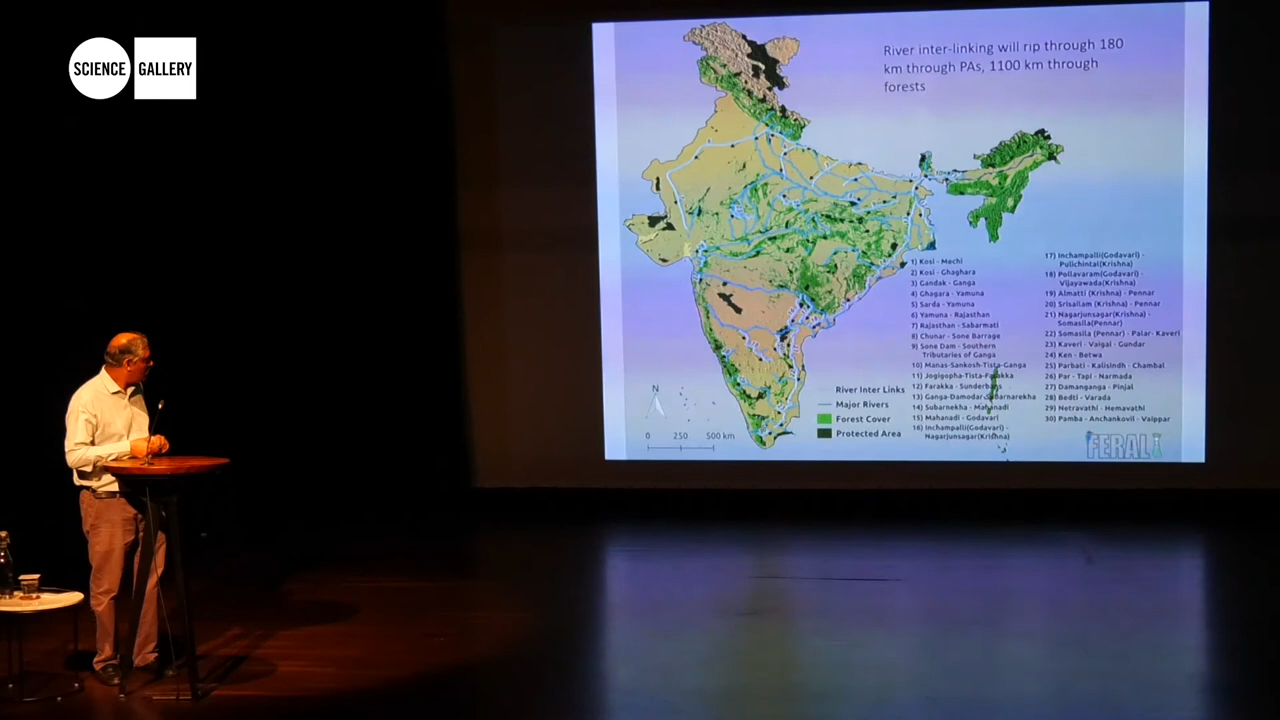 SCIENCE GALLERY
River inter-linking will rip through 180
km through PAs, 1100 km through
forests
1) Kosi - Mechi
2) Kosi - Ghaghara
3) Gandak - Ganga
4) Ghagara - Yamuna
5) Sarda - Yamuna
6) Yamuna - Rajasthan
7) Rajasthan - Sabarmati
8) Chunar - Sone Barrage
9) Sone Dam - Southern
Tributaries of Ganga
10) Manas-Sankosh-Tista-Ganga
11) Jogigopha-Tista-Farakka
12) Farakka - Sunderbans
13) Ganga-Damodar-Subarnarekha
14) Subarnekha - Mahanadi
15) Mahanadi - Godavari
16) Inchampalli(Godavari) -
Nagarjunsagar(Krishna)
17) Inchampalli(Godavari) -
Pulichintal(Krishna)
18) Pollavaram(Godavari) -
Vijayawada(Krishna)
19) Almatti (Krishna) - Pennar
20) Srisailam (Krishna) - Pennar
21) Nagarjunsagar(Krishna) -
Somasila(Pennar)
22) Somasila (Pennar) - Palar- Kaveri
23) Kaveri - Vaigai - Gundar
24) Ken - Betwa
25) Parbati - Kalisindh - Chambal
26) Par - Tapi - Narmada
27) Damanganga - Pinjal
28) Bedti - Varada
29) Netravathi - Hemavathi
30) Pamba - Anchankovil - Vaippar
River Inter Links
Major Rivers
Forest Cover
Protected Area
N
0 250 500 km
FERAL